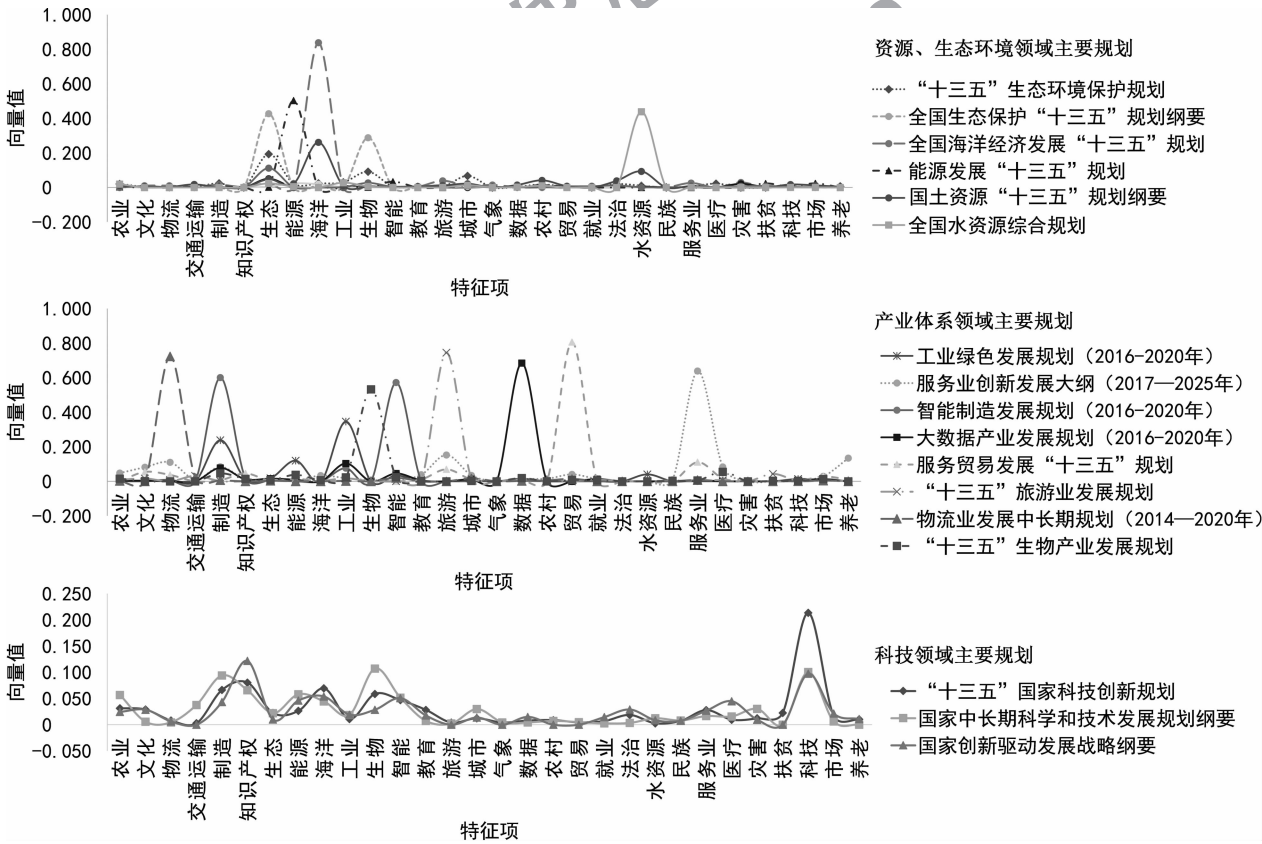 1.000
0.800
0.600
0.400
0.200
0
-0.200
向量值
农业
文化
物流
交通运输
制造
知识产权
生态
能源
海洋
工业
生物
智能
教育
旅游
城市
气象
数据
农村
贸易
就业
法治
水资源
民族
服务业
医疗
灾害
扶贫
科技
市场
养老
特征项
资源、生态环境领域主要规划
“十三五”生态环境保护规划
全国生态保护“十三五”规划纲要
全国海洋经济发展“十三五”规划
能源发展“十三五”规划
国土资源“十三五”规划纲要
全国水资源综合规划
1.000
0.800
0.600
0.400
0.200
0
-0.200
向量值
农业
文化
物流
交通运输
制造
知识产权
生态
能源
海洋
工业
生物
智能
教育
旅游
城市
气象
数据
农村
贸易
就业
法治
水资源
民族
服务业
医疗
灾害
扶贫
科技
市场
养老
特征项
产业体系领域主要规划
工业绿色发展规划（2016-2020年）
服务业创新发展大纲（2017—2025年）
智能制造发展规划（2016-2020年）
大数据产业发展规划（2016-2020年）
服务贸易发展“十三五”规划
“十三五”旅游业发展规划
物流业发展中长期规划（2014—2020年）
“十三五”生物产业发展规划
0.250
0.200
0.150
0.100
0.050
0
-0.050
向量值
农业
文化
物流
交通运输
制造
知识产权
生态
能源
海洋
工业
生物
智能
教育
旅游
城市
气象
数据
农村
贸易
就业
法治
水资源
民族
服务业
医疗
灾害
扶贫
科技
市场
养老
特征项
科技领域主要规划
“十三五”国家科技创新规划
国家中长期科学和技术发展规划纲要
国家创新驱动发展战略纲要